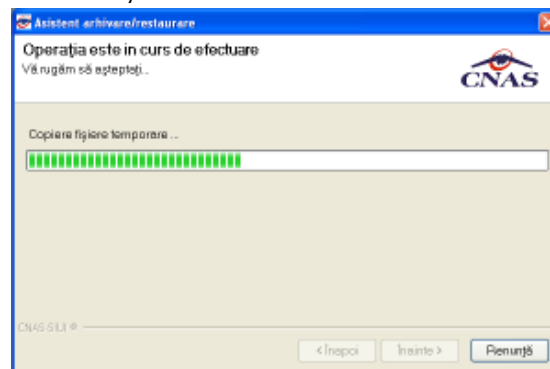 Asistent arhivare/restaurare
Operaţia este in curs de efectuare
Vă rugăm să aşteptaţi...
CNAS
Copiere fişiere temporare ...
CNAS SIUI ©
< Înapoi
Înainte >
Renunţă